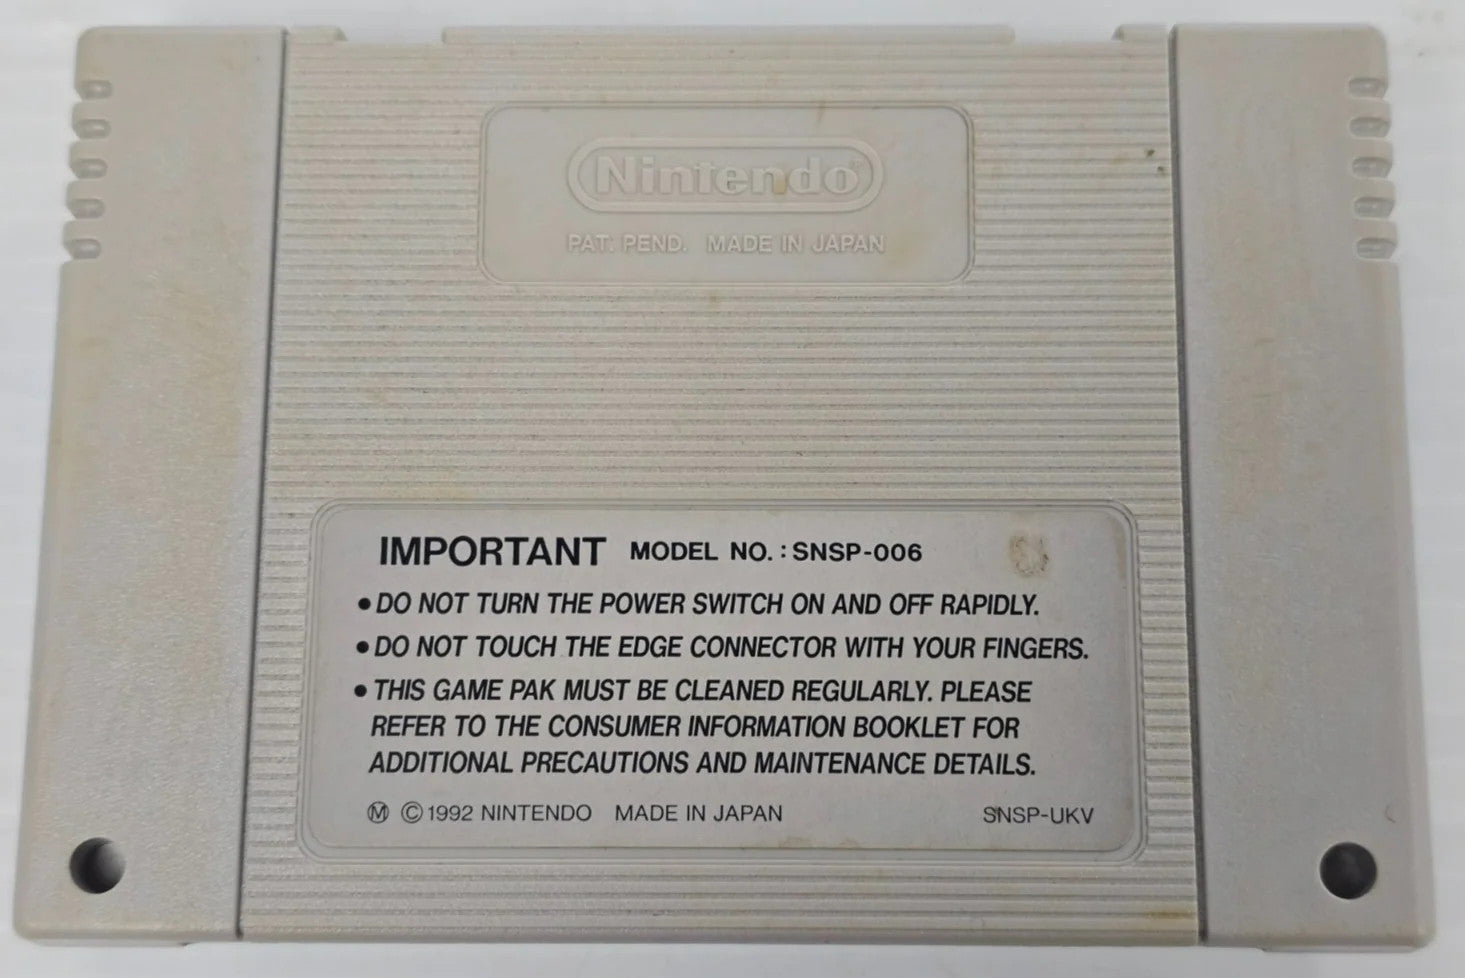 Nintendo®
PAT. PEND. MADE IN JAPAN
IMPORTANT MODEL NO. : SNSP-006
● DO NOT TURN THE POWER SWITCH ON AND OFF RAPIDLY.
● DO NOT TOUCH THE EDGE CONNECTOR WITH YOUR FINGERS.
● THIS GAME PAK MUST BE CLEANED REGULARLY. PLEASE
REFER TO THE CONSUMER INFORMATION BOOKLET FOR
ADDITIONAL PRECAUTIONS AND MAINTENANCE DETAILS.
Ⓜ ©1992 NINTENDO MADE IN JAPAN SNSP-UKV